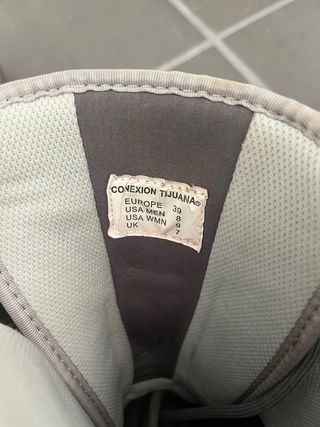 CONEXION TIJUANA®
EUROPE 39
USA MEN 8
USA WMN 9
UK 7